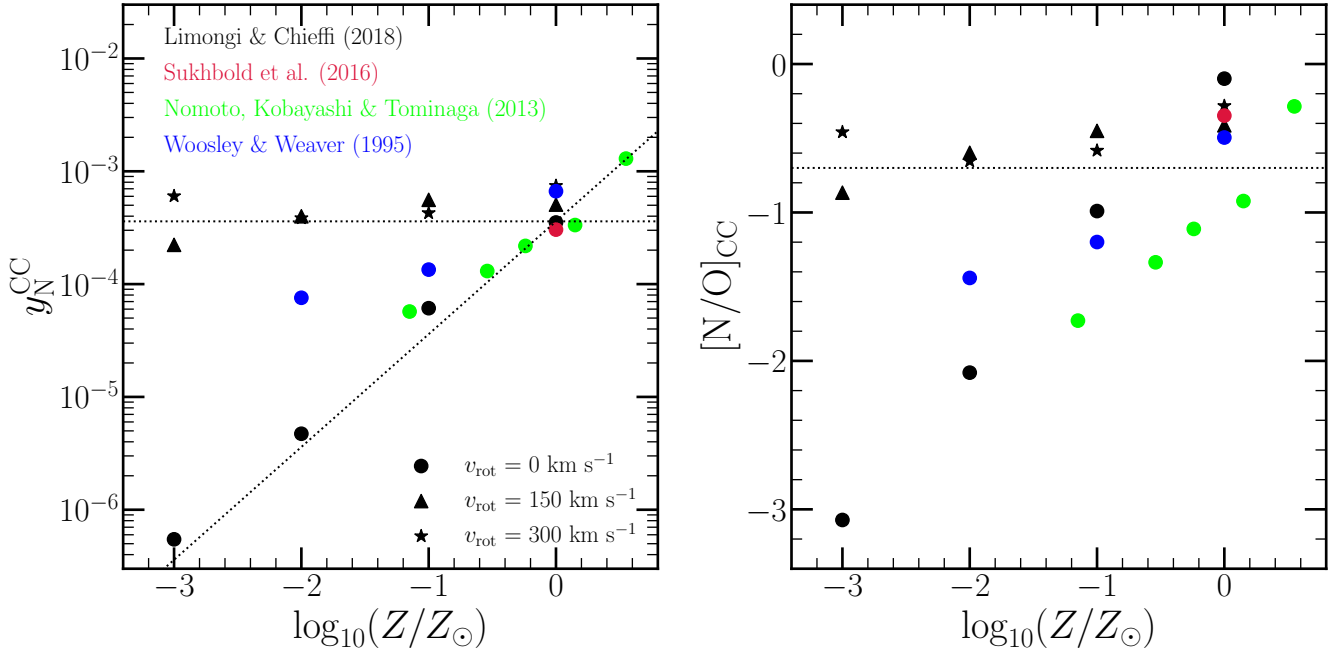 Limongi & Chieffi (2018)
Sukhbold et al. (2016)
Nomoto, Kobayashi & Tominaga (2013)
Woosley & Weaver (1995)
v_rot = 0 km s⁻¹
v_rot = 150 km s⁻¹
v_rot = 300 km s⁻¹
10⁻²
10⁻³
10⁻⁴
10⁻⁵
10⁻⁶
y_N^CC
−3 −2 −1 0
log₁₀(Z/Z_⊙)
0
−1
−2
−3
[N/O]_CC
−3 −2 −1 0
log₁₀(Z/Z_⊙)